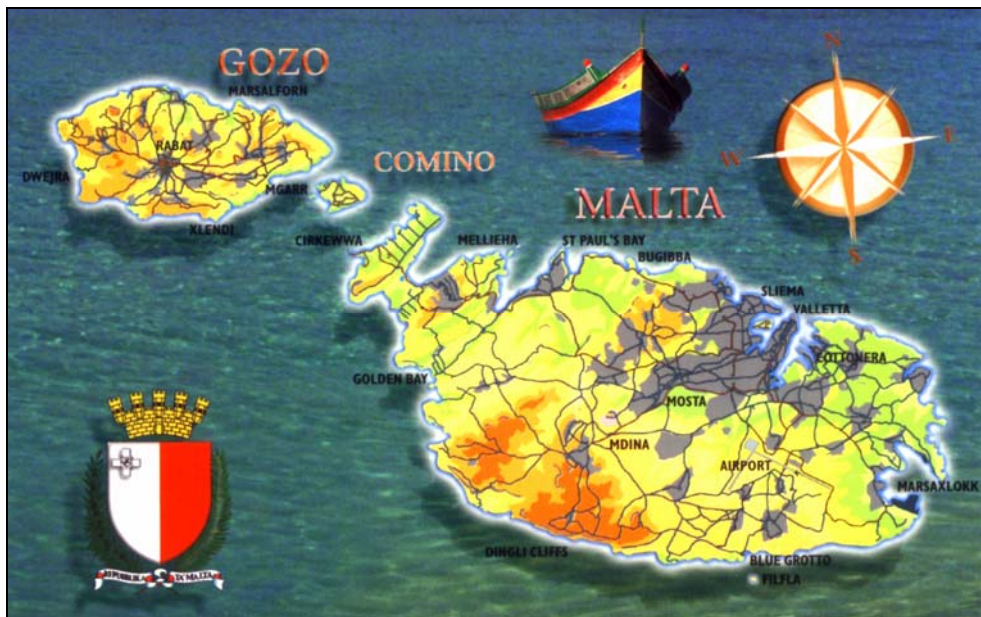 GOZO
MARSALFORN
RABAT
DWEJRA
MGARR
XLENDI
COMINO
MALTA
CIRKEWWA
MELLIEHA
ST PAUL'S BAY
BUGIBBA
SLIEMA
VALLETTA
COTTONERA
GOLDEN BAY
MOSTA
MDINA
AIRPORT
MARSAXLOKK
DINGLI CLIFFS
BLUE GROTTO
FILFLA
N
W
E
S
REPUBBLIKA TA' MALTA